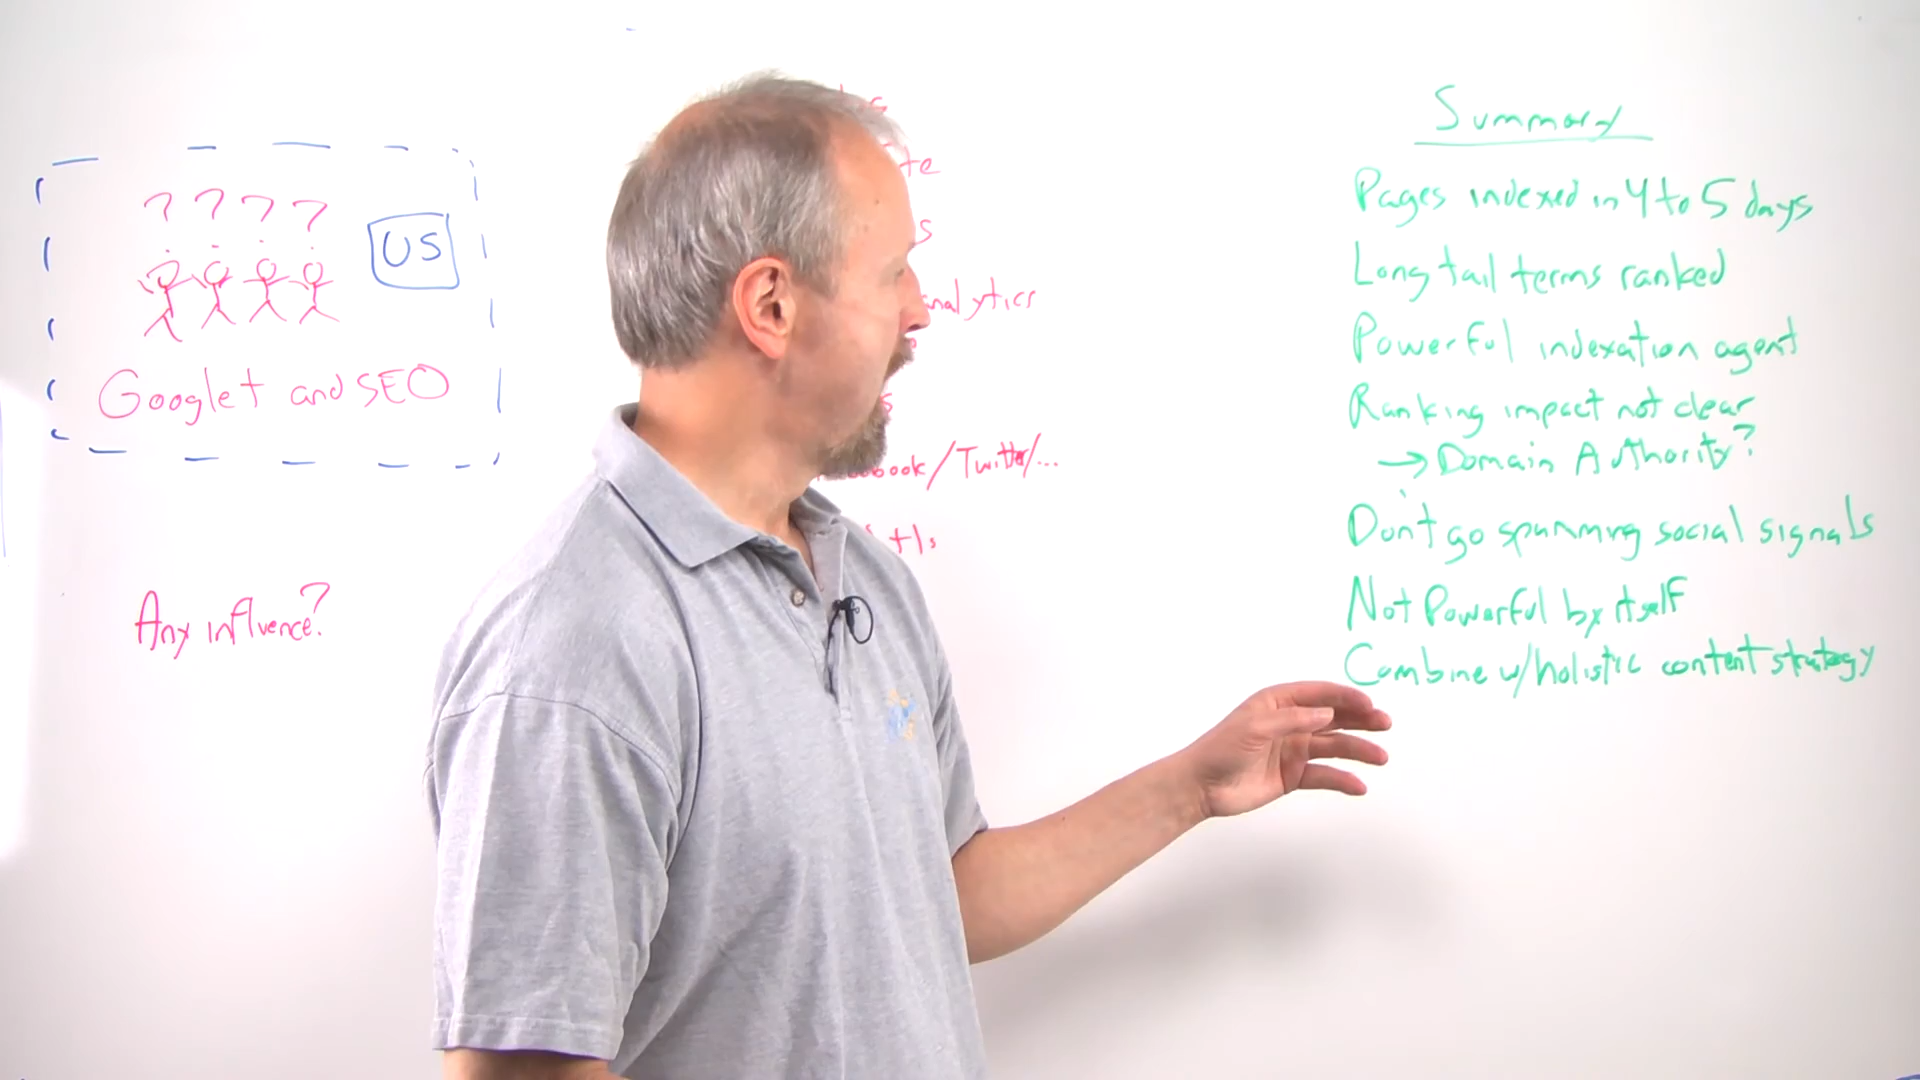 ? ? ? ?
US
Google+ and SEO
Any influence?
/Twitter/...
Summary
Pages indexed in 4 to 5 days
Long tail terms ranked
Powerful indexation agent
Ranking impact not clear
→ Domain Authority?
Don't go spamming social signals
Not Powerful by itself
Combine w/holistic content strategy